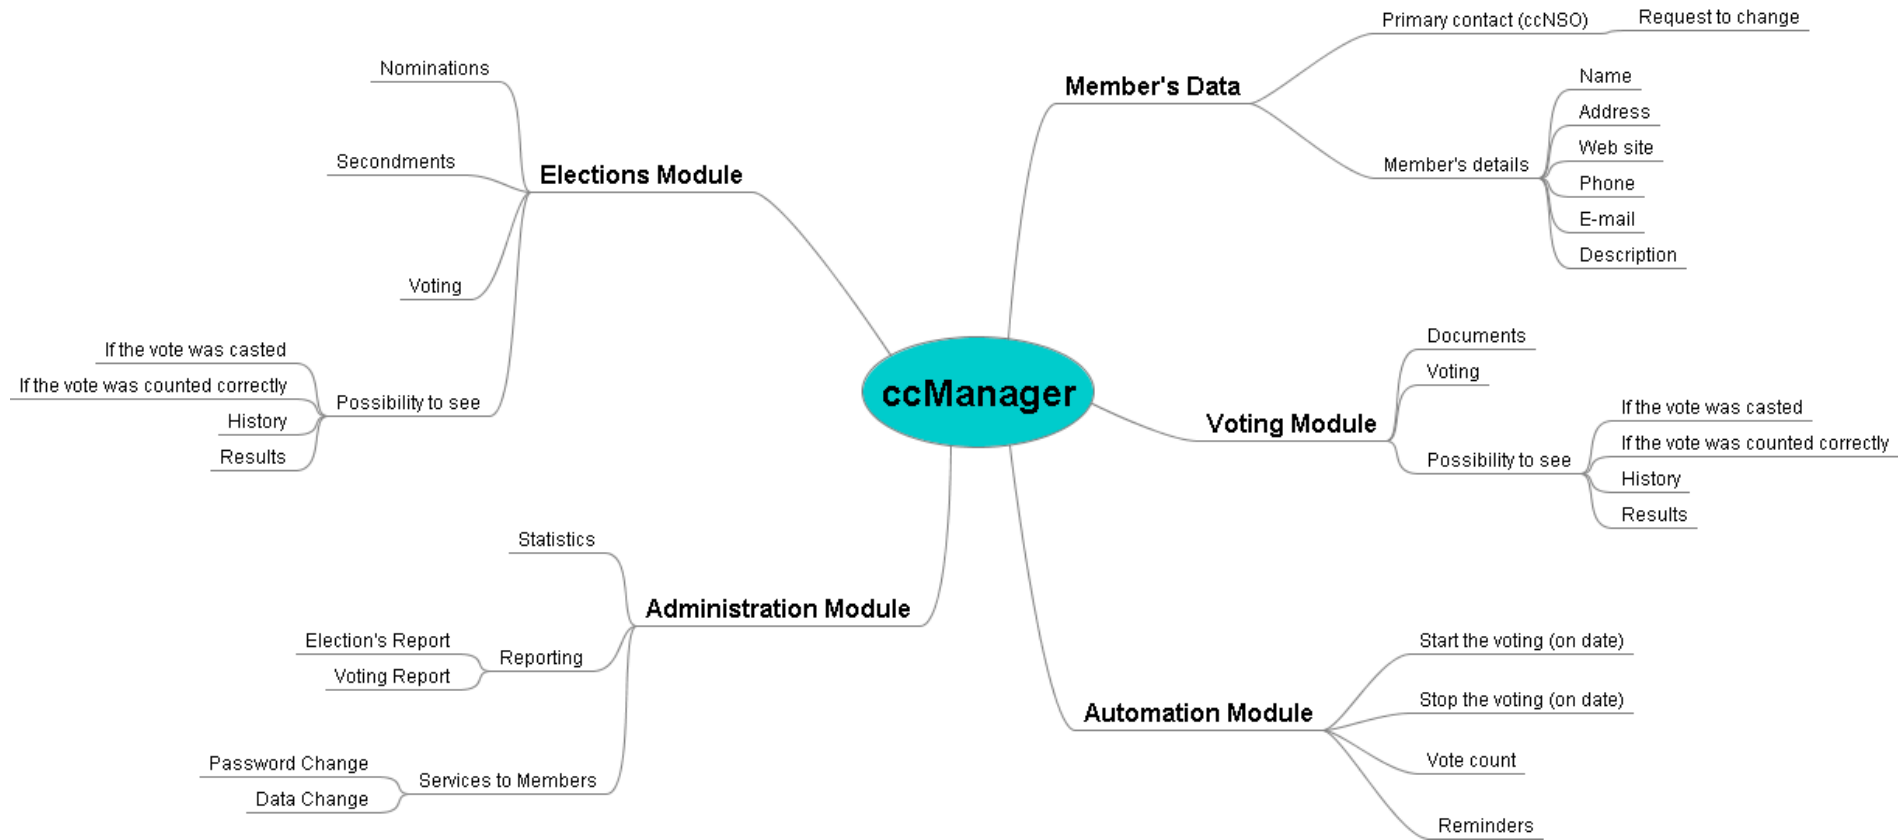 ccManager
Member's Data
Primary contact (ccNSO)
Request to change
Member's details
Name
Address
Web site
Phone
E-mail
Description
Voting Module
Documents
Voting
Possibility to see
If the vote was casted
If the vote was counted correctly
History
Results
Automation Module
Start the voting (on date)
Stop the voting (on date)
Vote count
Reminders
Elections Module
Nominations
Secondments
Voting
Possibility to see
If the vote was casted
If the vote was counted correctly
History
Results
Administration Module
Statistics
Reporting
Election's Report
Voting Report
Services to Members
Password Change
Data Change